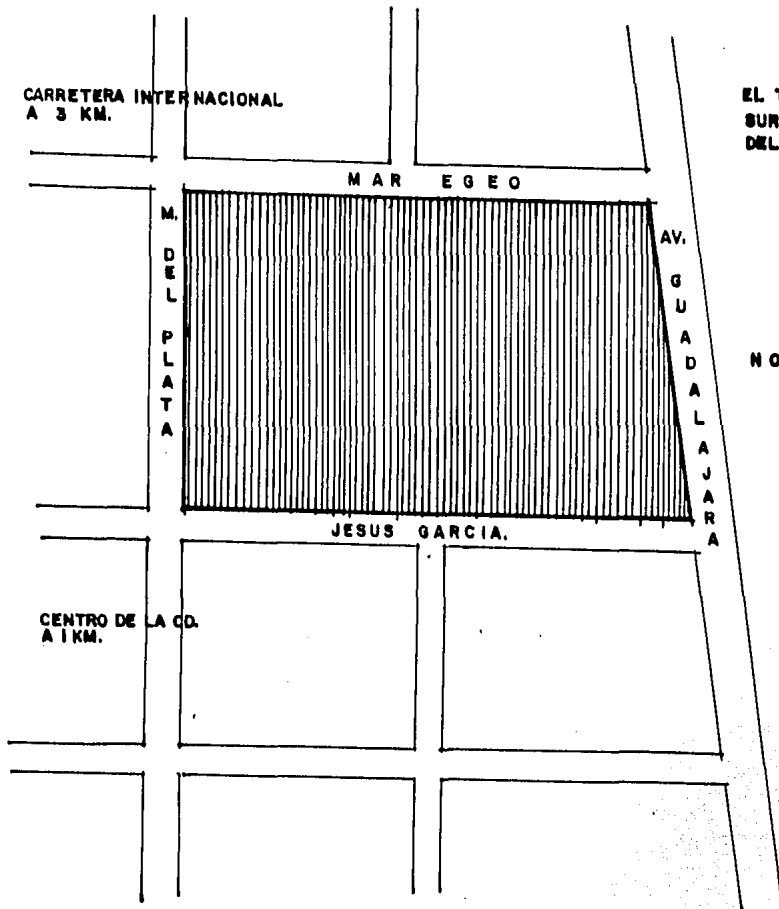 CARRETERA INTERNACIONAL
A 3 KM.
EL
SUR
DEL
MAR EGEO
M. DEL PLATA
AV. GUADALAJARA
NO
JESUS GARCIA.
CENTRO DE LA CD.
A 1 KM.